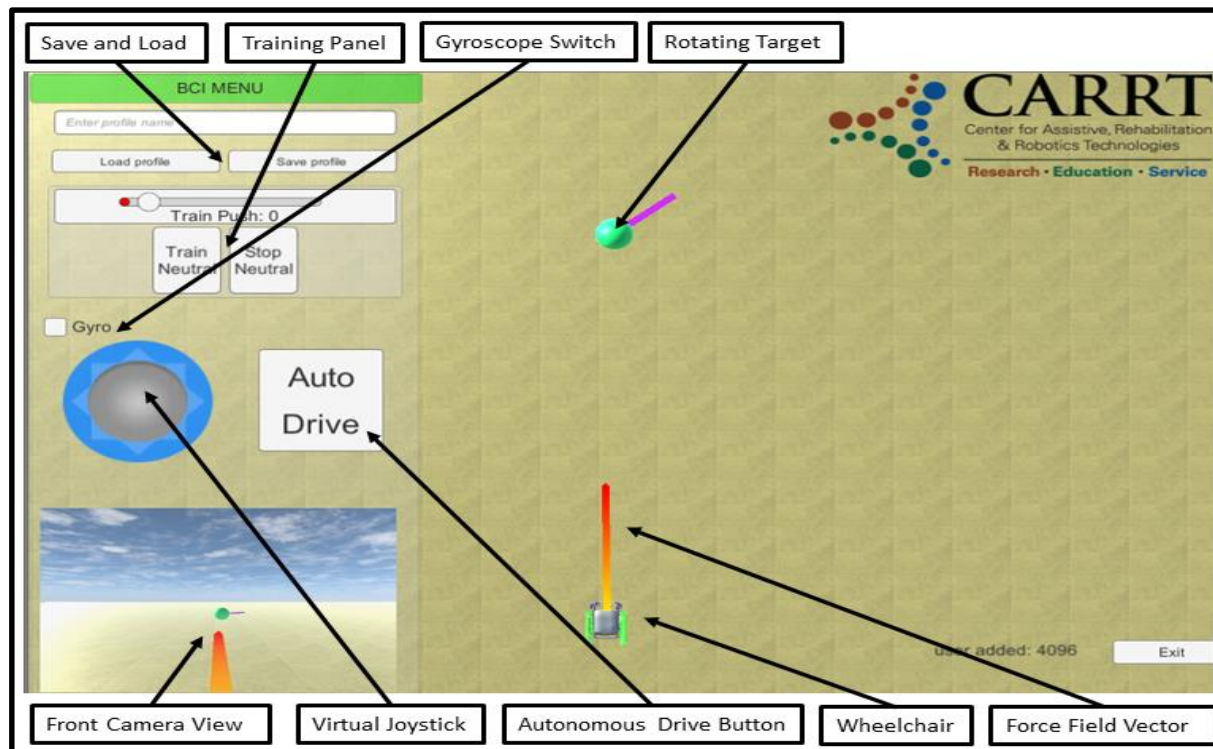 Save and Load
Training Panel
Gyroscope Switch
Rotating Target
BCI MENU
Enter profile name
Load profile
Save profile
Train Push: 0
Train
Neutral
Stop
Neutral
Gyro
Auto
Drive
CARRT
Center for Assistive, Rehabilitation
& Robotics Technologies
Research · Education · Service
user added: 4096
Exit
Front Camera View
Virtual Joystick
Autonomous Drive Button
Wheelchair
Force Field Vector